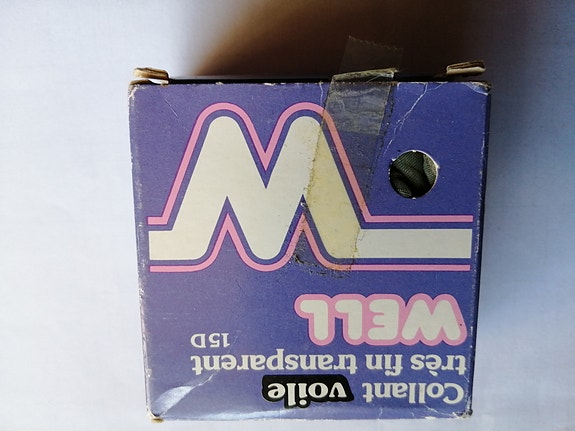 Collant voile
très fin transparent
15D
WELL
W